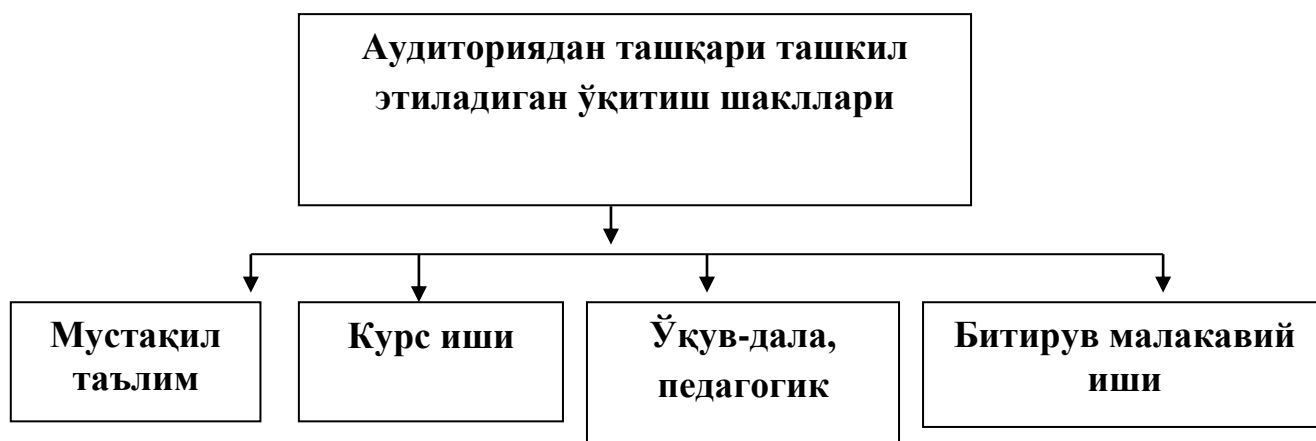 Аудиториядан ташқари ташкил
этиладиган ўқитиш шакллари
Мустақил
таълим
Курс иши
Ўқув-дала,
педагогик
Битирув малакавий
иши